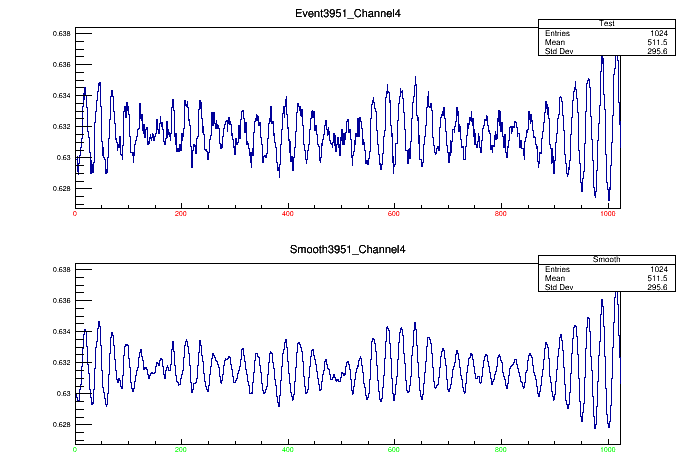 Event3951_Channel4
Test
Entries 1024
Mean 511.5
Std Dev 295.6
0.638
0.636
0.634
0.632
0.63
0.628
0 200 400 600 800 1000
Smooth3951_Channel4
Smooth
Entries 1024
Mean 511.5
Std Dev 295.6
0.638
0.636
0.634
0.632
0.63
0.628
0 200 400 600 800 1000